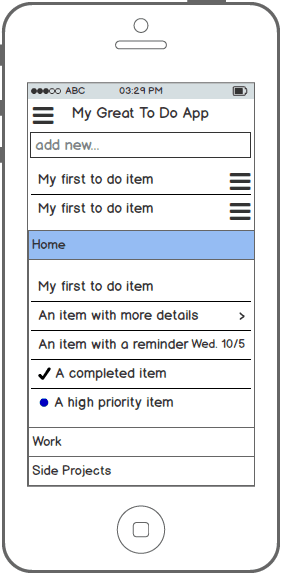 ABC 03:29 PM
My Great To Do App
add new...
My first to do item
My first to do item
Home
My first to do item
An item with more details >
An item with a reminder Wed. 10/5
A completed item
A high priority item
Work
Side Projects